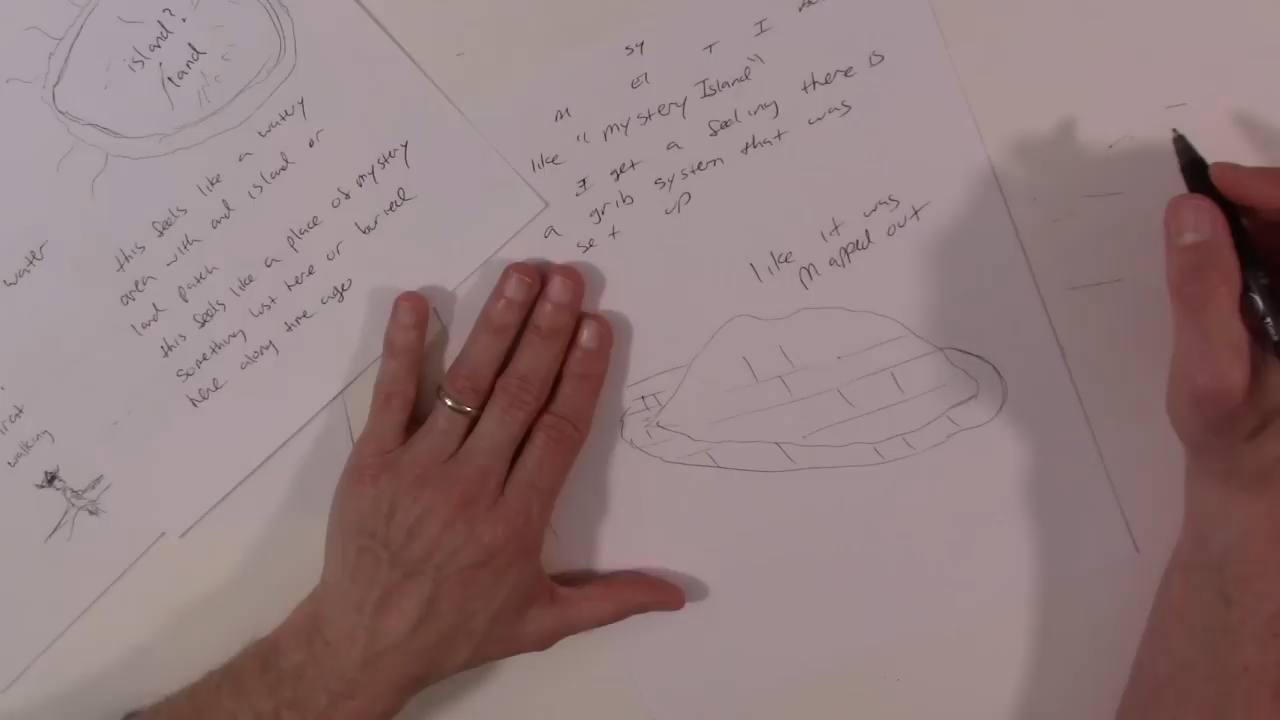 island?
land
this feels like a watery
area with and island or
land patch
this feels like a place of mystery
something lost here or buried
here along time ago
water
walking
SY T I
M
like "mystery Island"
I get a feeling there is
a grib system that was
set up
like it was
mapped out